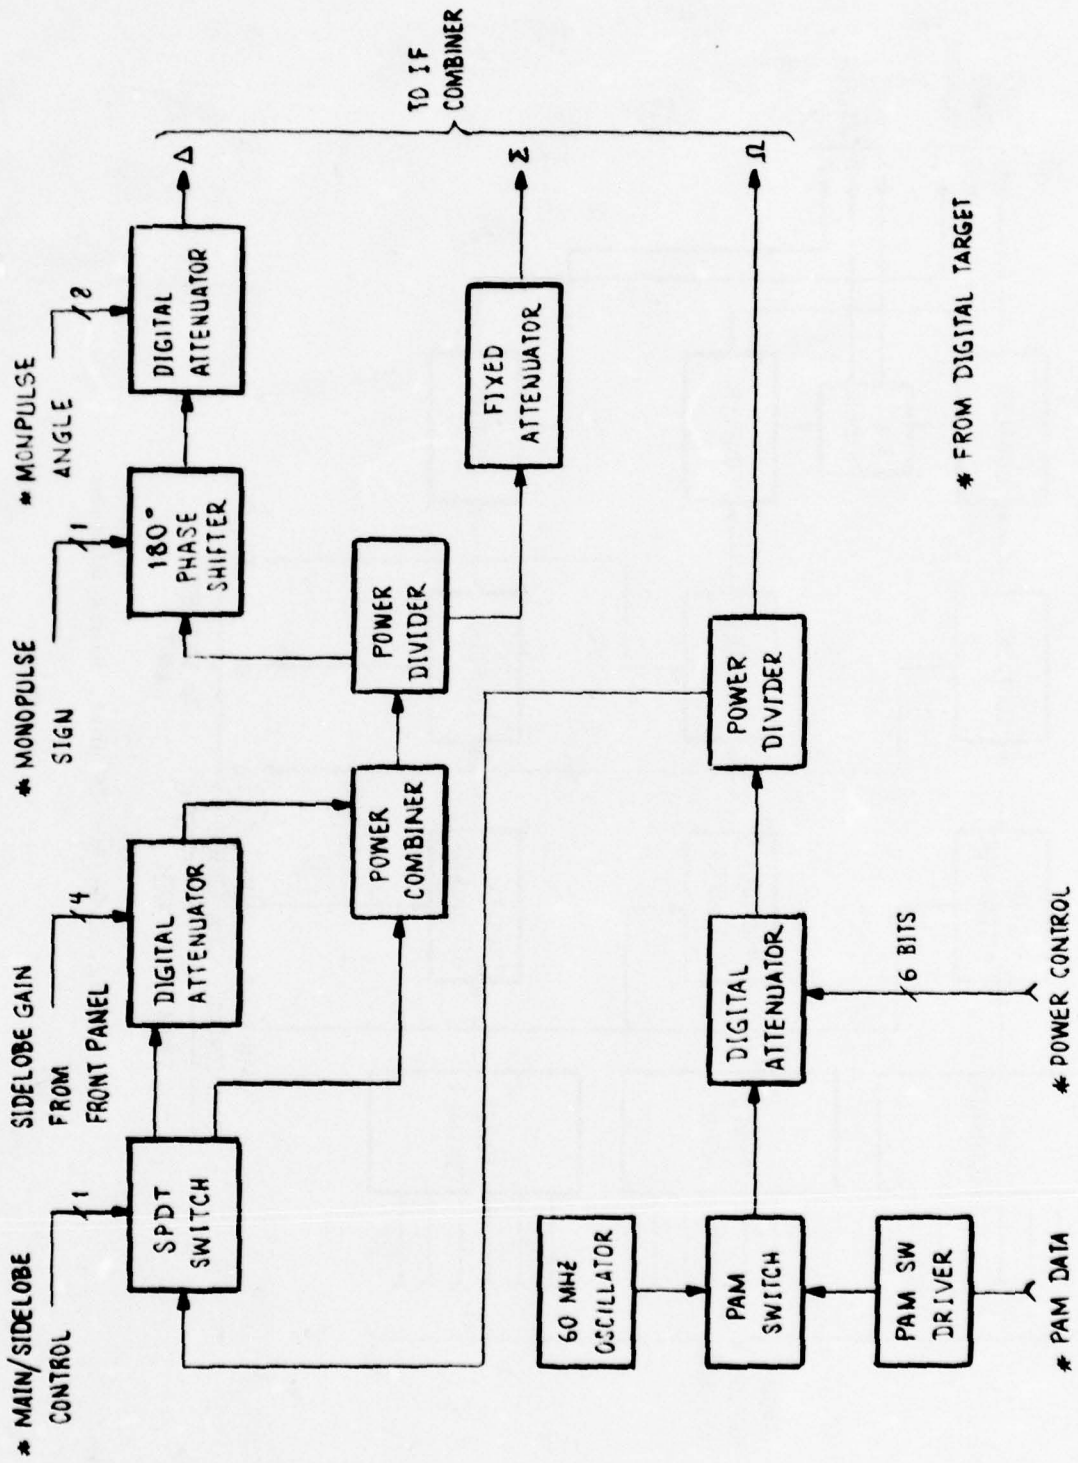 * MAIN/SIDELOBE
CONTROL
1
SIDELOBE GAIN
FROM
FRONT PANEL
4
* MONOPULSE
SIGN
1
* MONPULSE
ANGLE
8
SPDT
SWITCH
DIGITAL
ATTENUATOR
180°
PHASE
SHIFTER
DIGITAL
ATTENUATOR
Δ
POWER
COMBINER
POWER
DIVIDER
FIXED
ATTENUATOR
Σ
TO IF
COMBINER
60 MHZ
OSCILLATOR
PAM
SWITCH
PAM SW
DRIVER
DIGITAL
ATTENUATOR
POWER
DIVIDER
Ω
6 BITS
* PAM DATA
* POWER CONTROL
* FROM DIGITAL TARGET